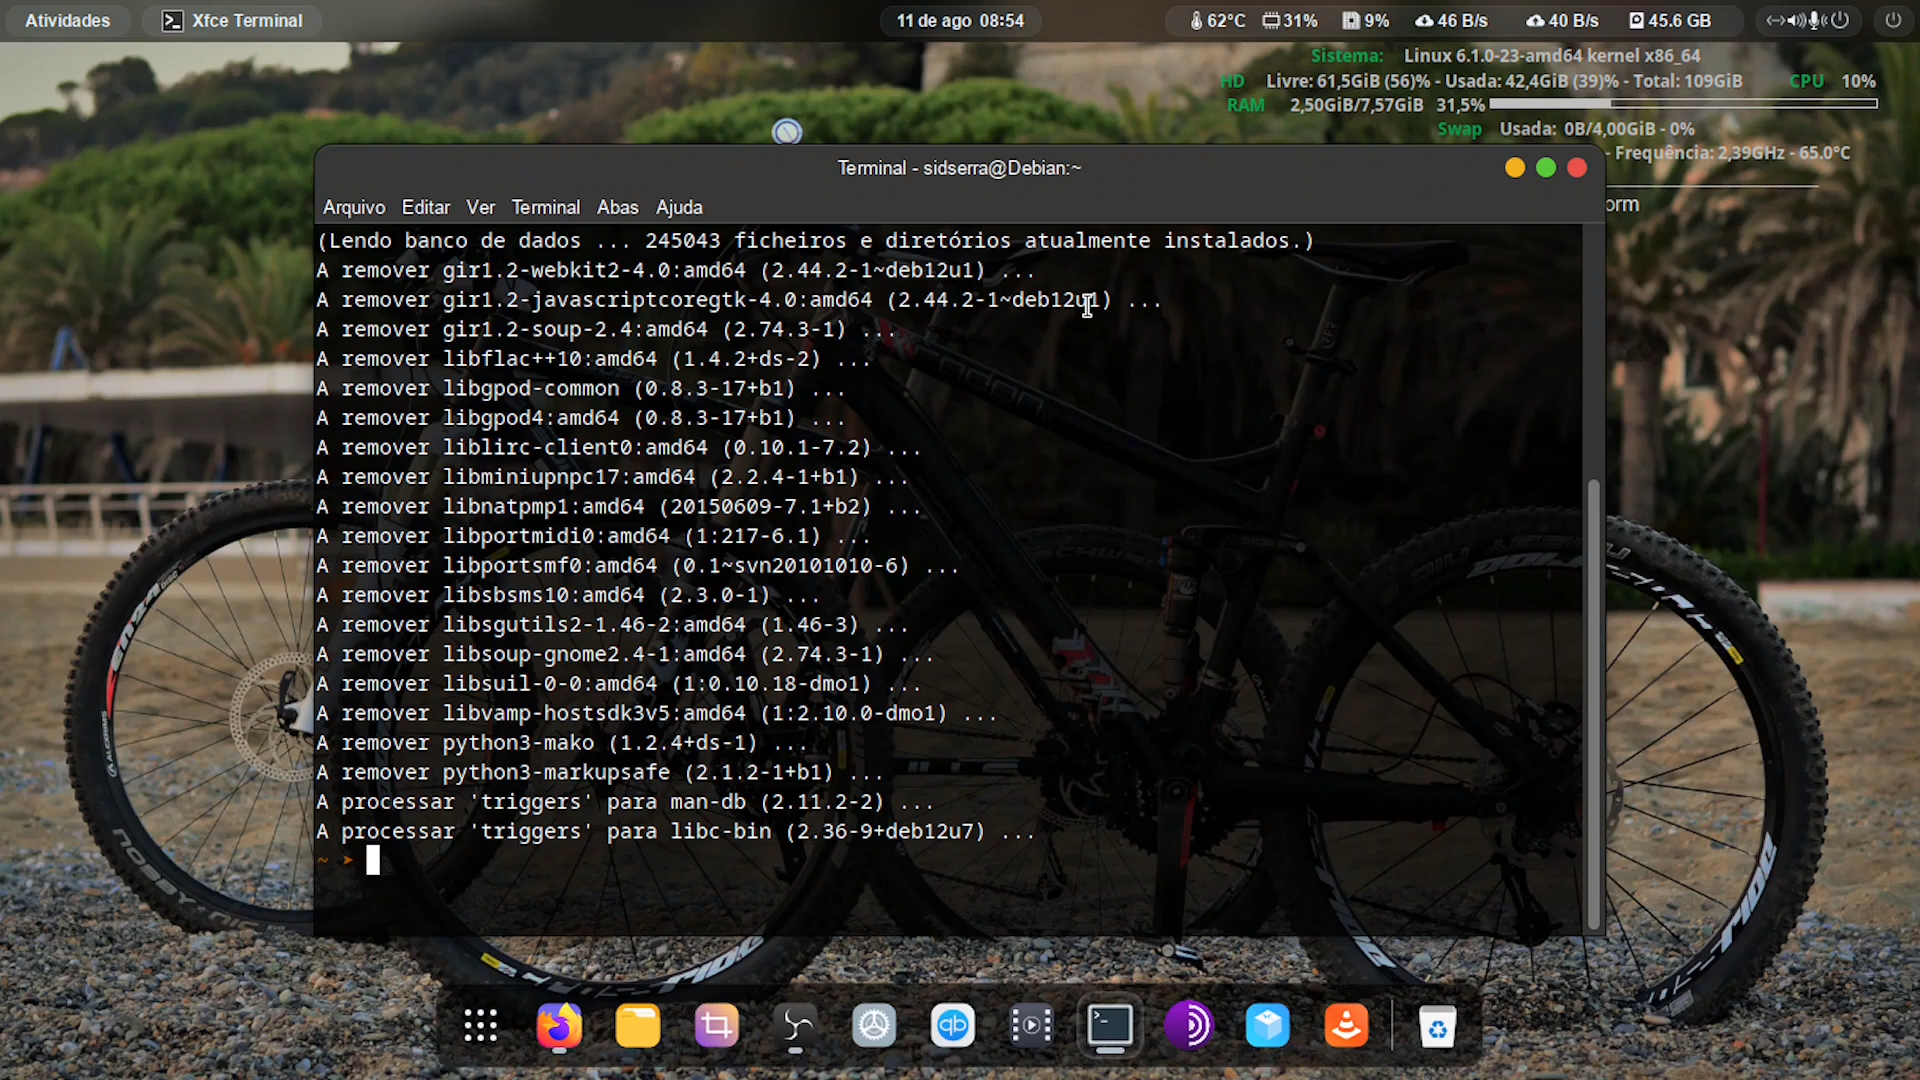 Atividades
Xfce Terminal
11 de ago 08:54
62°C 31% 9% 46 B/s 40 B/s 45.6 GB
Sistema: Linux 6.1.0-23-amd64 kernel x86_64
HD Livre: 61,5GiB (56)% - Usada: 42,4GiB (39)% - Total: 109GiB CPU 10%
RAM 2,50GiB/7,57GiB 31,5%
Swap Usada: 0B/4,00GiB - 0%
- Frequência: 2,39GHz - 65.0°C
orm
Terminal - sidserra@Debian:~
Arquivo Editar Ver Terminal Abas Ajuda
(Lendo banco de dados ... 245043 ficheiros e diretórios atualmente instalados.)
A remover gir1.2-webkit2-4.0:amd64 (2.44.2-1~deb12u1) ...
A remover gir1.2-javascriptcoregtk-4.0:amd64 (2.44.2-1~deb12u1) ...
A remover gir1.2-soup-2.4:amd64 (2.74.3-1) ...
A remover libflac++10:amd64 (1.4.2+ds-2) ...
A remover libgpod-common (0.8.3-17+b1) ...
A remover libgpod4:amd64 (0.8.3-17+b1) ...
A remover liblirc-client0:amd64 (0.10.1-7.2) ...
A remover libminiupnpc17:amd64 (2.2.4-1+b1) ...
A remover libnatpmp1:amd64 (20150609-7.1+b2) ...
A remover libportmidi0:amd64 (1:217-6.1) ...
A remover libportsmf0:amd64 (0.1~svn20101010-6) ...
A remover libsbsms10:amd64 (2.3.0-1) ...
A remover libsgutils2-1.46-2:amd64 (1.46-3) ...
A remover libsoup-gnome2.4-1:amd64 (2.74.3-1) ...
A remover libsuil-0-0:amd64 (1:0.10.18-dmo1) ...
A remover libvamp-hostsdk3v5:amd64 (1:2.10.0-dmo1) ...
A remover python3-mako (1.2.4+ds-1) ...
A remover python3-markupsafe (2.1.2-1+b1) ...
A processar 'triggers' para man-db (2.11.2-2) ...
A processar 'triggers' para libc-bin (2.36-9+deb12u7) ...
~ ➤